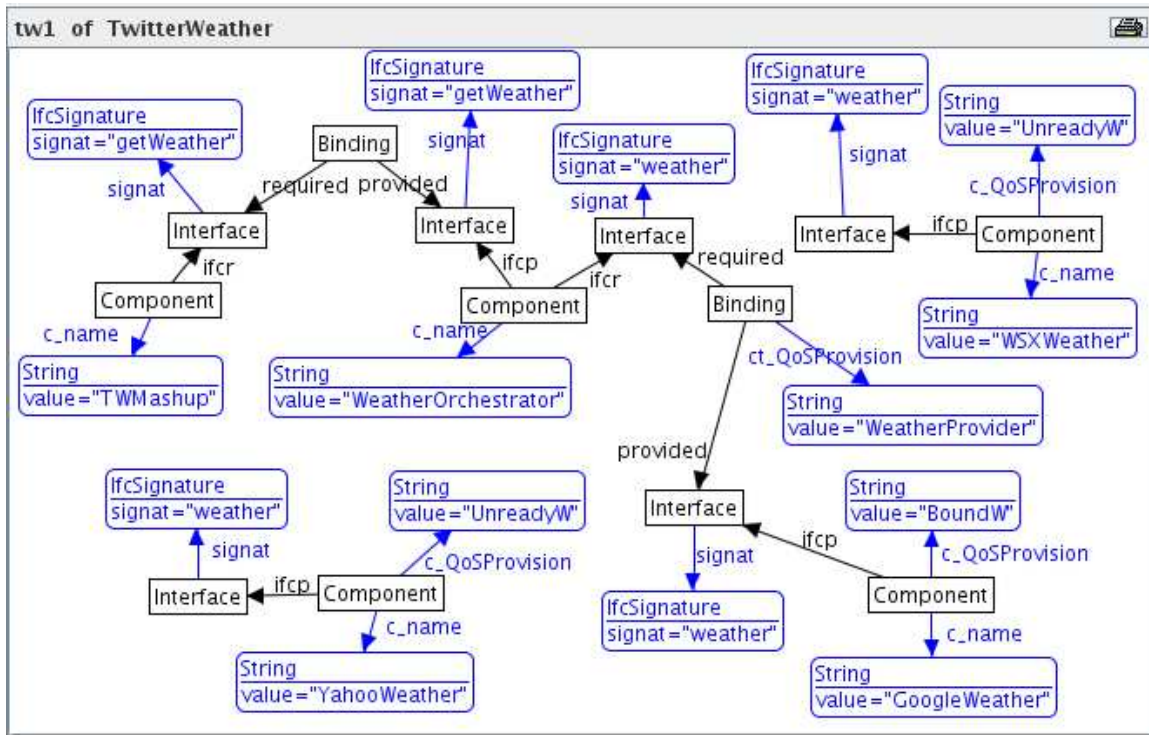 tw1 of TwitterWeather
IfcSignature
signat="getWeather"
IfcSignature
signat="weather"
String
value="UnreadyW"
IfcSignature
signat="getWeather"
Binding
signat
IfcSignature
signat="weather"
signat
signat
required
provided
c_QoSProvision
signat
Interface
Interface
Interface
Interface
ifcp
Component
ifcr
ifcp
ifcr
required
c_name
Component
Component
Binding
c_name
c_name
String
value="WSXWeather"
ct_QoSProvision
String
value="TWMashup"
String
value="WeatherOrchestrator"
String
value="WeatherProvider"
provided
IfcSignature
signat="weather"
String
value="UnreadyW"
Interface
String
value="BoundW"
signat
c_QoSProvision
signat
ifcp
c_QoSProvision
Interface
ifcp
Component
IfcSignature
signat="weather"
Component
c_name
c_name
String
value="YahooWeather"
String
value="GoogleWeather"